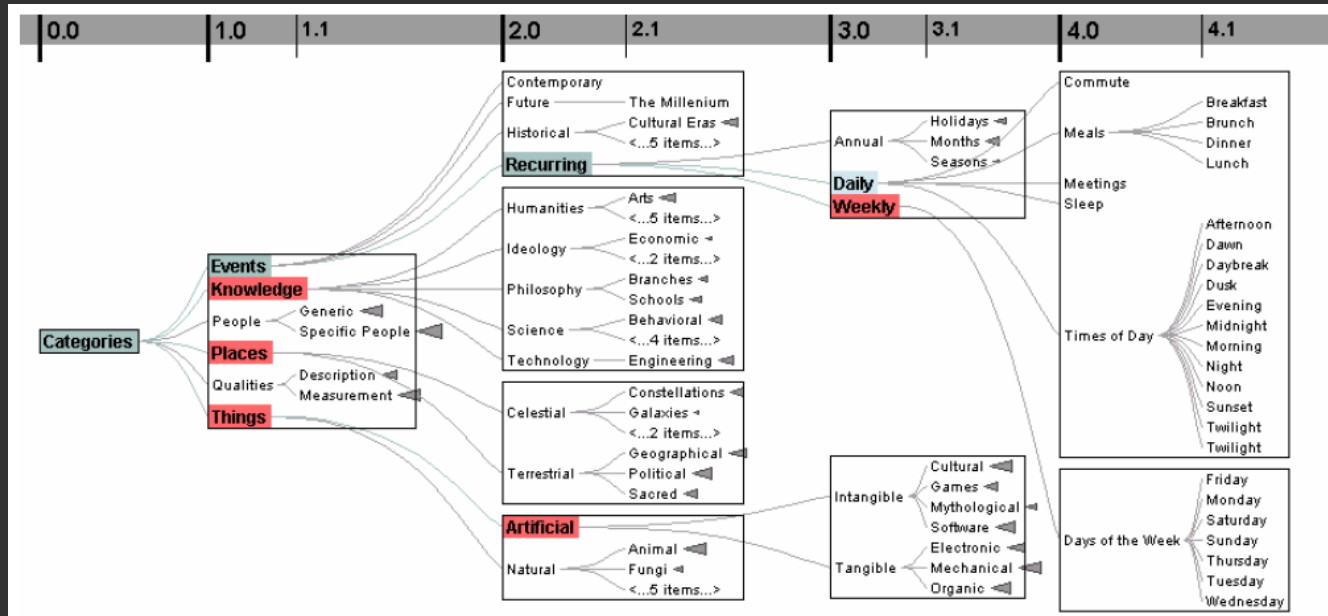 0.0 1.0 1.1 2.0 2.1 3.0 3.1 4.0 4.1
Categories
Events
Knowledge
People
Generic
Specific People
Places
Qualities
Description
Measurement
Things
Contemporary
Future
The Millenium
Historical
Cultural Eras
<...5 items...>
Recurring
Humanities
Arts
<...5 items...>
Ideology
Economic
<...2 items...>
Philosophy
Branches
Schools
Science
Behavioral
<...4 items...>
Technology
Engineering
Celestial
Constellations
Galaxies
<...2 items...>
Terrestrial
Geographical
Political
Sacred
Artificial
Natural
Animal
Fungi
<...5 items...>
Annual
Holidays
Months
Seasons
Daily
Weekly
Intangible
Cultural
Games
Mythological
Software
Tangible
Electronic
Mechanical
Organic
Commute
Meals
Breakfast
Brunch
Dinner
Lunch
Meetings
Sleep
Times of Day
Afternoon
Dawn
Daybreak
Dusk
Evening
Midnight
Morning
Night
Noon
Sunset
Twilight
Twilight
Days of the Week
Friday
Monday
Saturday
Sunday
Thursday
Tuesday
Wednesday